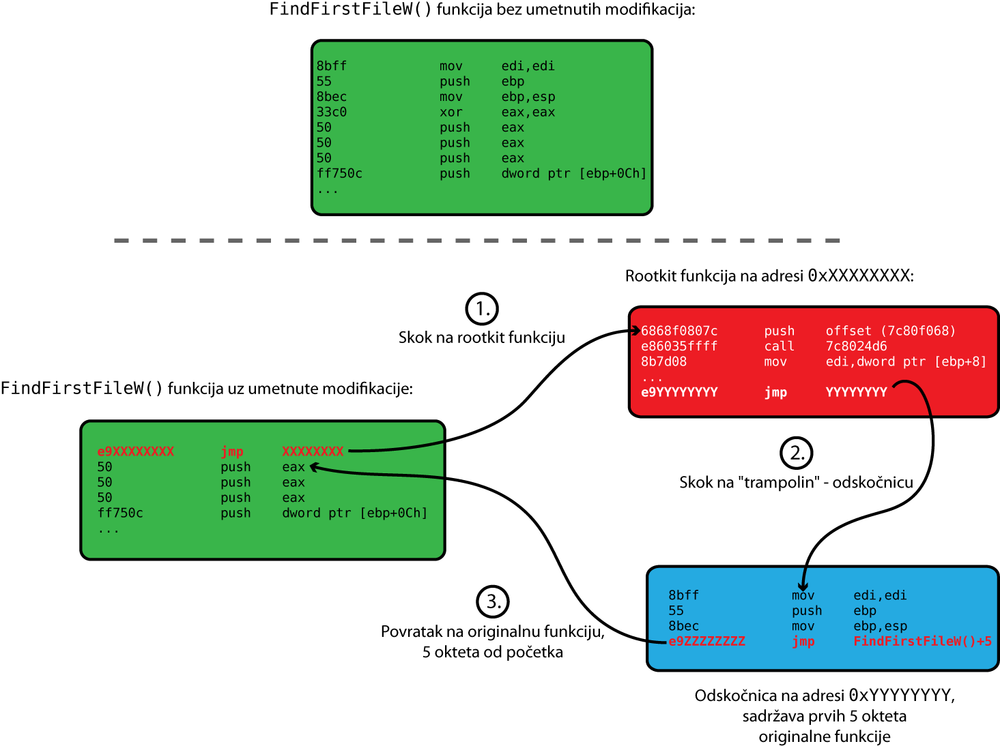 FindFirstFileW() funkcija bez umetnutih modifikacija:
8bff mov edi,edi
55 push ebp
8bec mov ebp,esp
33c0 xor eax,eax
50 push eax
50 push eax
50 push eax
ff750c push dword ptr [ebp+0Ch]
...
Rootkit funkcija na adresi 0xXXXXXXXX:
6868f0807c push offset (7c80f068)
e86035ffff call 7c8024d6
8b7d08 mov edi,dword ptr [ebp+8]
...
e9YYYYYYYY jmp YYYYYYYY
1.
Skok na rootkit funkciju
FindFirstFileW() funkcija uz umetnute modifikacije:
e9XXXXXXXX jmp XXXXXXXX
50 push eax
50 push eax
50 push eax
ff750c push dword ptr [ebp+0Ch]
...
2.
Skok na "trampolin" - odskočnicu
3.
Povratak na originalnu funkciju,
5 okteta od početka
8bff mov edi,edi
55 push ebp
8bec mov ebp,esp
e9ZZZZZZZZ jmp FindFirstFileW()+5
Odskočnica na adresi 0xYYYYYYYY,
sadržava prvih 5 okteta
originalne funkcije